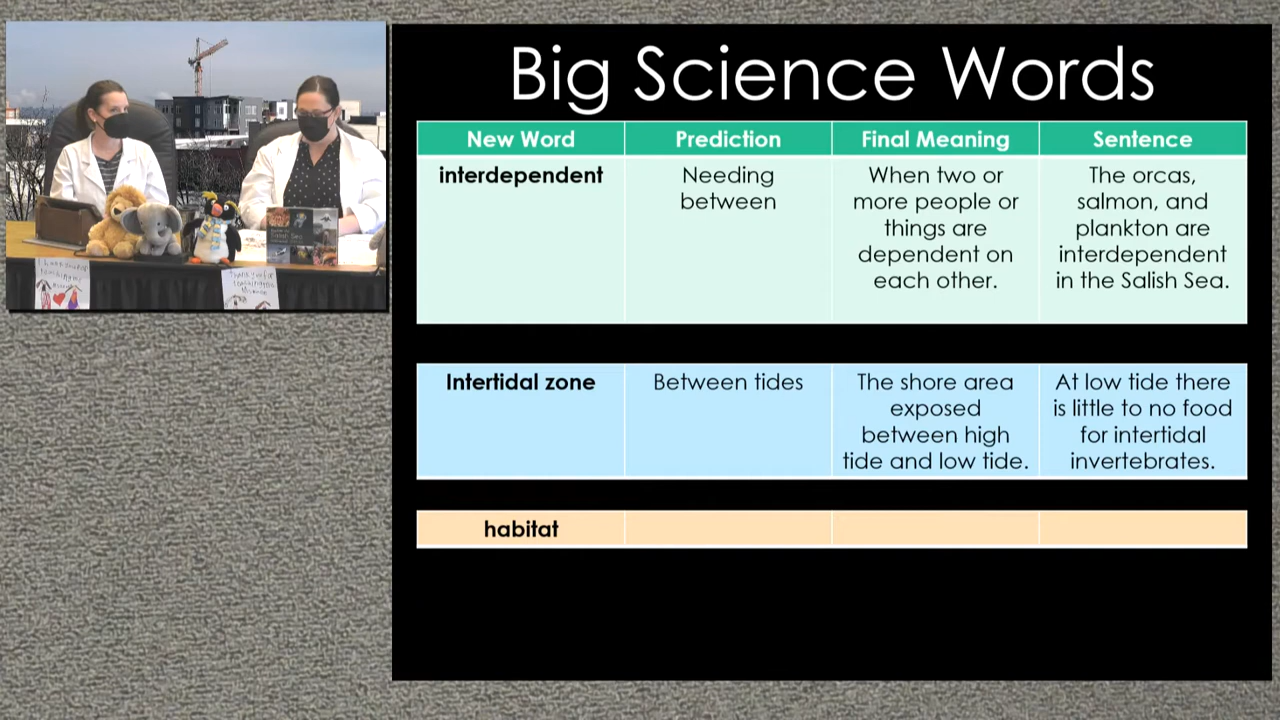 Big Science Words
New Word
Prediction
Final Meaning
Sentence
interdependent
Needing
between
When two or
more people or
things are
dependent on
each other.
The orcas,
salmon, and
plankton are
interdependent
in the Salish Sea.
Intertidal zone
Between tides
The shore area
exposed
between high
tide and low tide.
At low tide there
is little to no food
for intertidal
invertebrates.
habitat